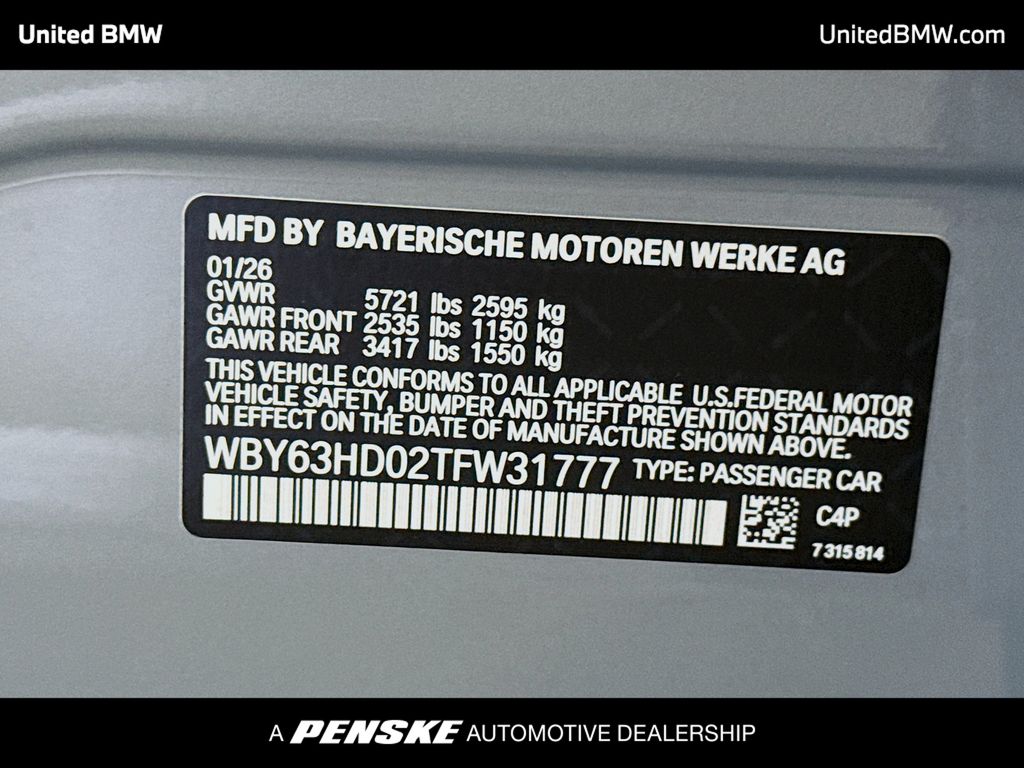 United BMW
UnitedBMW.com
MFD BY BAYERISCHE MOTOREN WERKE AG
01/26
GVWR 5721 lbs 2595 kg
GAWR FRONT 2535 lbs 1150 kg
GAWR REAR 3417 lbs 1550 kg
THIS VEHICLE CONFORMS TO ALL APPLICABLE U.S.FEDERAL MOTOR
VEHICLE SAFETY, BUMPER AND THEFT PREVENTION STANDARDS
IN EFFECT ON THE DATE OF MANUFACTURE SHOWN ABOVE.
WBY63HD02TFW31777 TYPE: PASSENGER CAR
C4P
7315814
A PENSKE AUTOMOTIVE DEALERSHIP